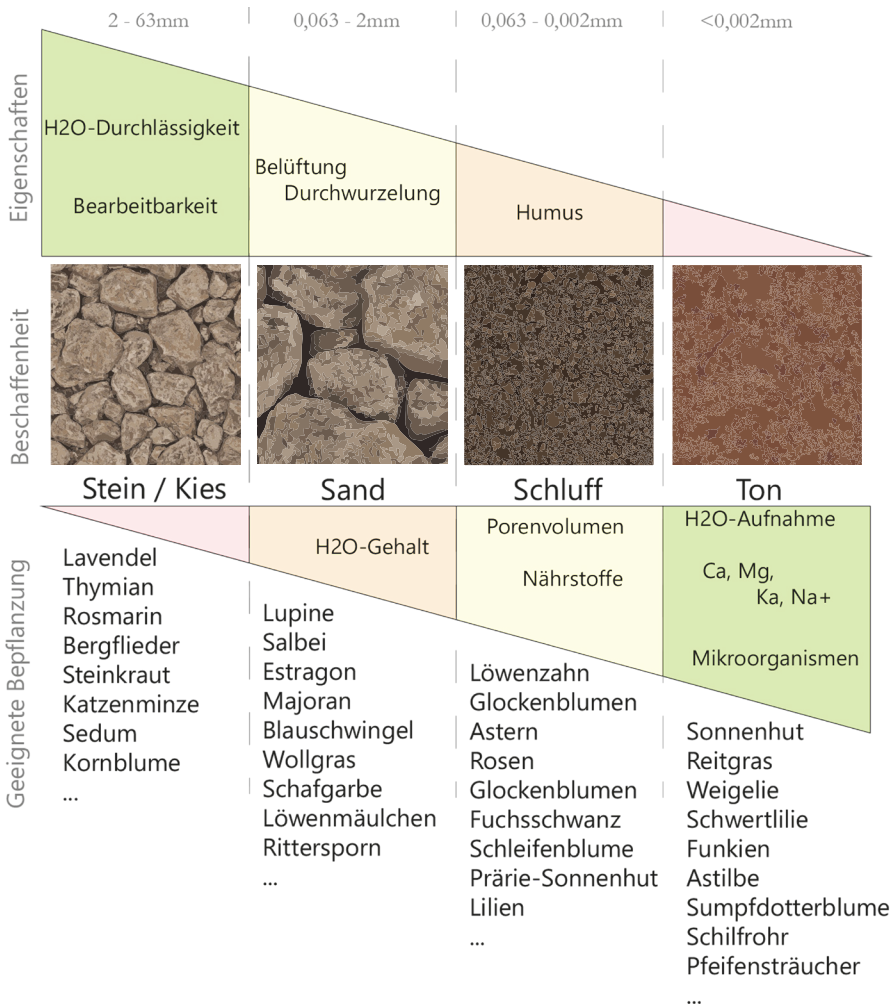 2 - 63mm
0,063 - 2mm
0,063 - 0,002mm
<0,002mm
Eigenschaften
H2O-Durchlässigkeit
Bearbeitbarkeit
Belüftung
Durchwurzelung
Humus
Beschaffenheit
Stein / Kies
Sand
Schluff
Ton
H2O-Gehalt
Porenvolumen
Nährstoffe
H2O-Aufnahme
Ca, Mg,
Ka, Na+
Mikroorganismen
Geeignete Bepflanzung
Lavendel
Thymian
Rosmarin
Bergflieder
Steinkraut
Katzenminze
Sedum
Kornblume
...
Lupine
Salbei
Estragon
Majoran
Blauschwingel
Wollgras
Schafgarbe
Löwenmäulchen
Rittersporn
...
Löwenzahn
Glockenblumen
Astern
Rosen
Glockenblumen
Fuchsschwanz
Schleifenblume
Prärie-Sonnenhut
Lilien
...
Sonnenhut
Reitgras
Weigelie
Schwertlilie
Funkien
Astilbe
Sumpfdotterblume
Schilfrohr
Pfeifensträucher
...